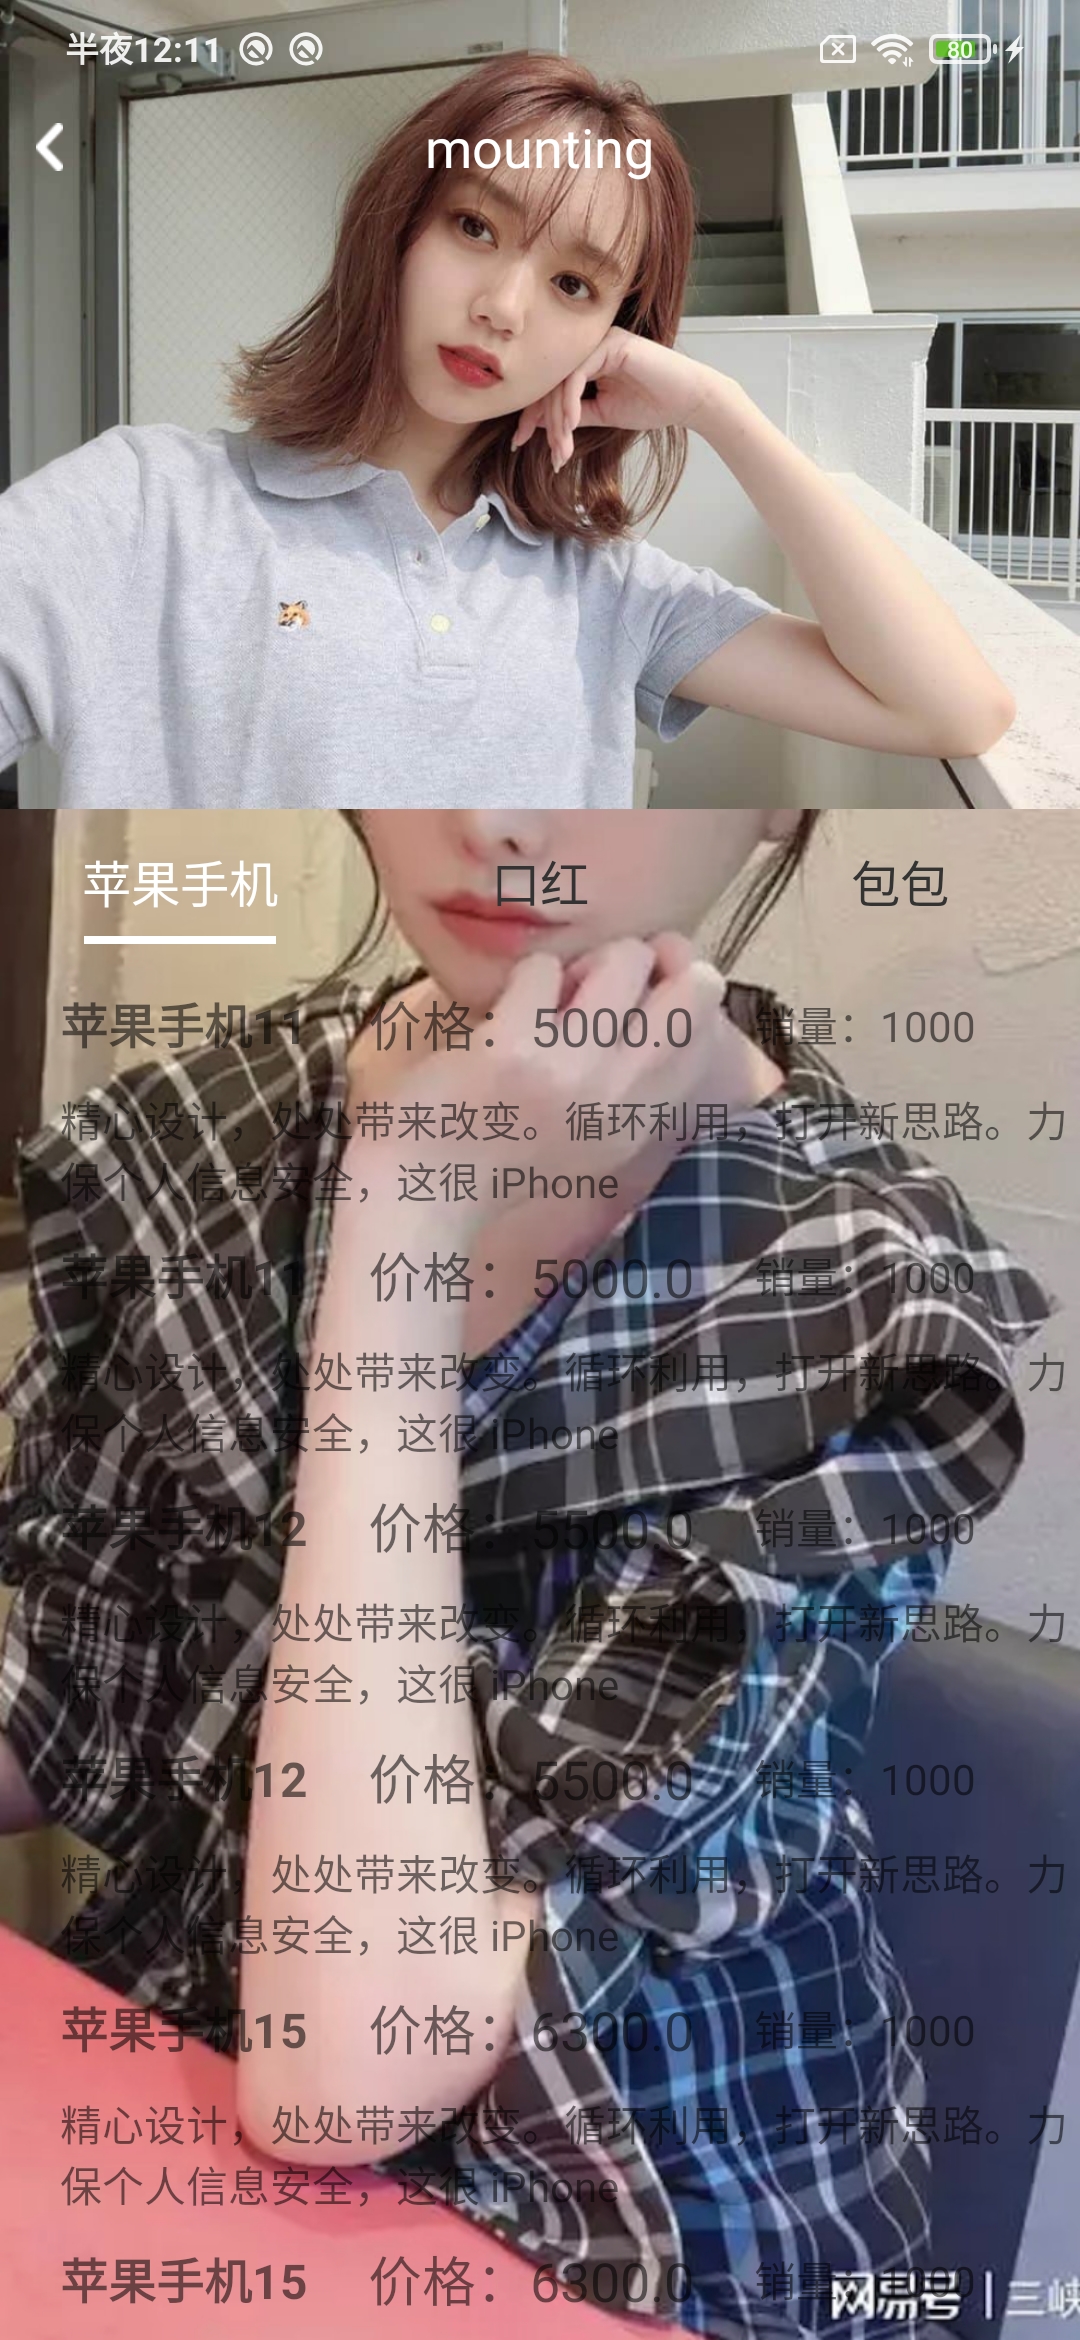 半夜12:11
80
mounting
苹果手机 口红 包包
苹果手机11 价格：5000.0 销量：1000
精心设计，处处带来改变。循环利用，打开新思路。力
保个人信息安全，这很 iPhone
苹果手机11 价格：5000.0 销量：1000
精心设计，处处带来改变。循环利用，打开新思路。力
保个人信息安全，这很 iPhone
苹果手机12 价格：5500.0 销量：1000
精心设计，处处带来改变。循环利用，打开新思路。力
保个人信息安全，这很 iPhone
苹果手机12 价格：5500.0 销量：1000
精心设计，处处带来改变。循环利用，打开新思路。力
保个人信息安全，这很 iPhone
苹果手机15 价格：6300.0 销量：1000
精心设计，处处带来改变。循环利用，打开新思路。力
保个人信息安全，这很 iPhone
苹果手机15 价格：6300.0 销量：1000
网易号 | 三峡